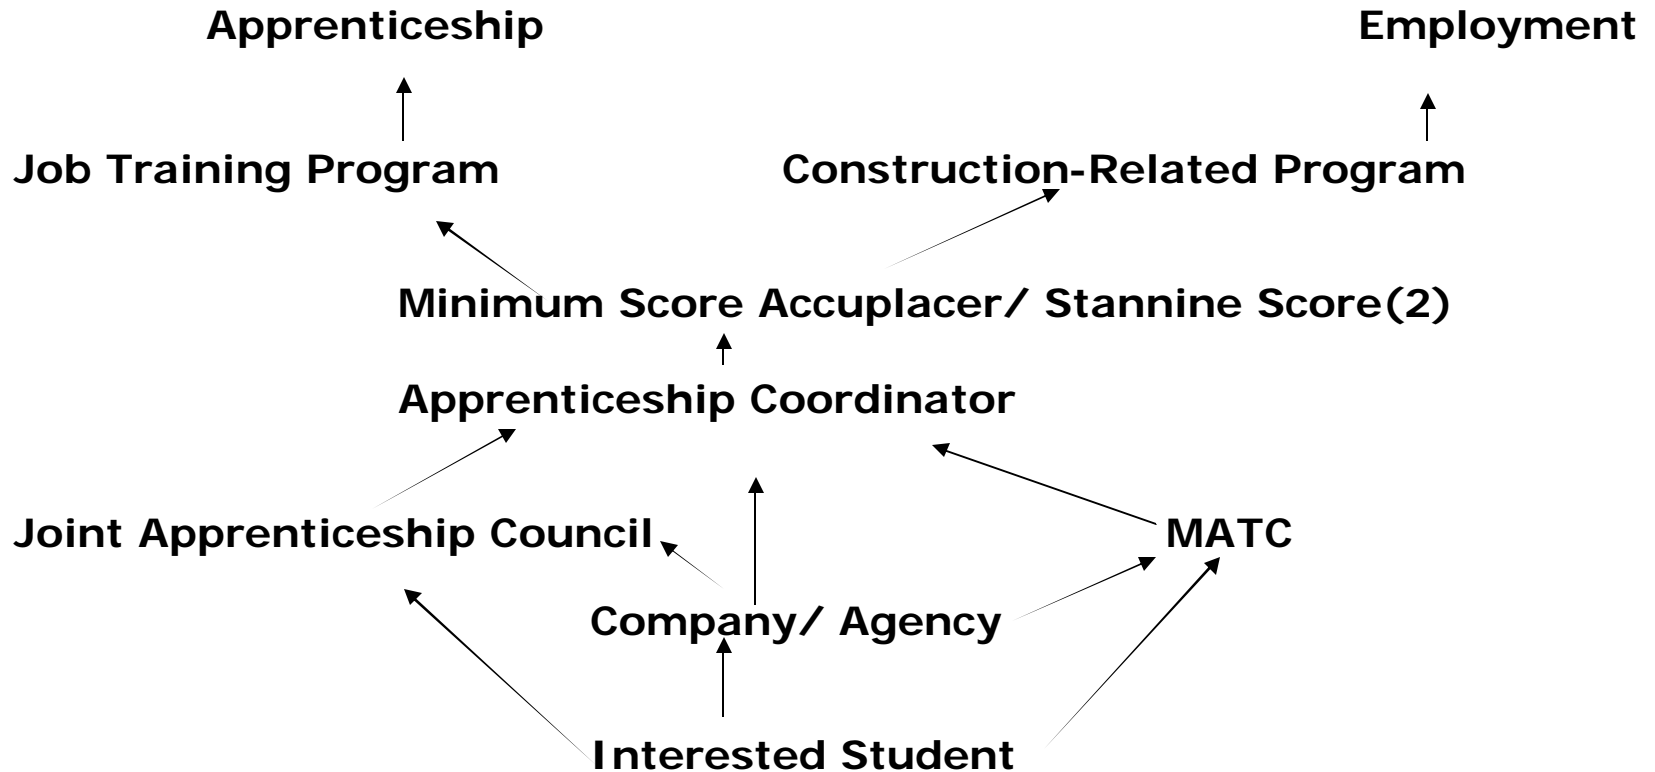 Apprenticeship Employment
Job Training Program Construction-Related Program
Minimum Score Accuplacer/ Stannine Score(2)
Apprenticeship Coordinator
Joint Apprenticeship Council MATC
Company/ Agency
Interested Student